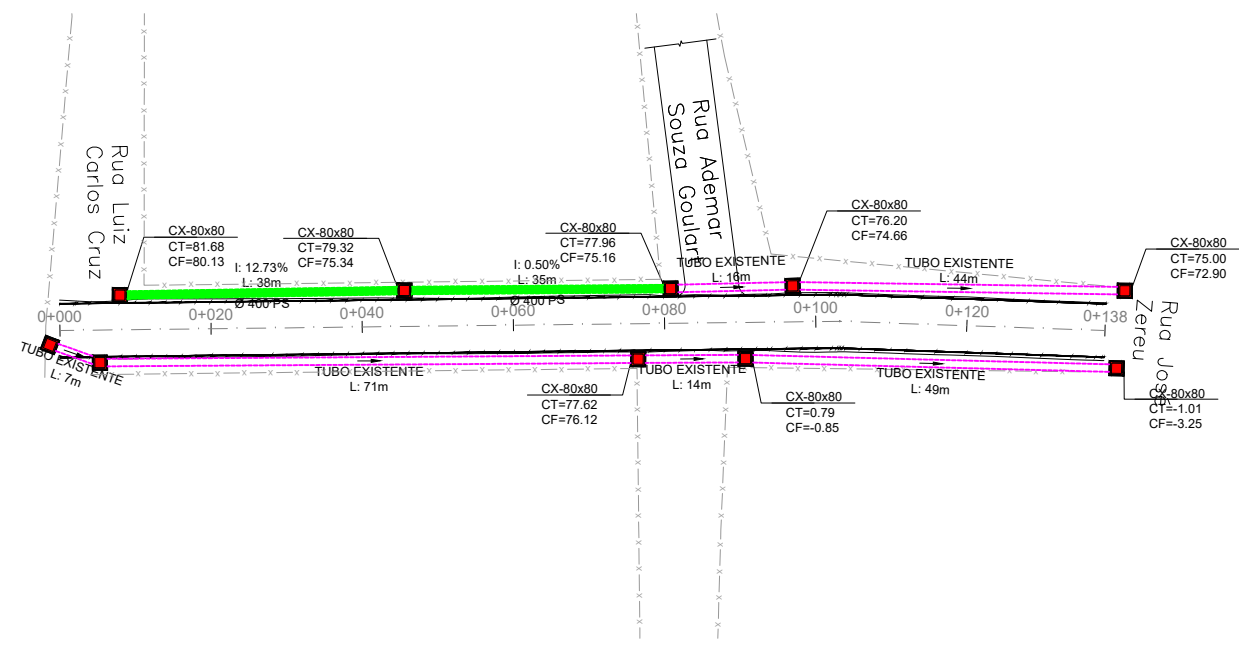 Rua Luiz
Carlos Cruz
Rua Ademar
Souza Goulart
CX-80x80
CT=81.68
CF=80.13
I: 12.73%
L: 38m
Ø 400 PS
CX-80x80
CT=79.32
CF=75.34
I: 0.50%
L: 35m
Ø 400 PS
CX-80x80
CT=77.96
CF=75.16
TUBO EXISTENTE
L: 16m
CX-80x80
CT=76.20
CF=74.66
TUBO EXISTENTE
L: 44m
CX-80x80
CT=75.00
CF=72.90
0+000
0+020
0+040
0+060
0+080
0+100
0+120
0+138
Rua José
Zereu
TUBO EXISTENTE
L: 7m
TUBO EXISTENTE
L: 71m
CX-80x80
CT=77.62
CF=76.12
TUBO EXISTENTE
L: 14m
CX-80x80
CT=0.79
CF=-0.85
TUBO EXISTENTE
L: 49m
CX-80x80
CT=-1.01
CF=-3.25